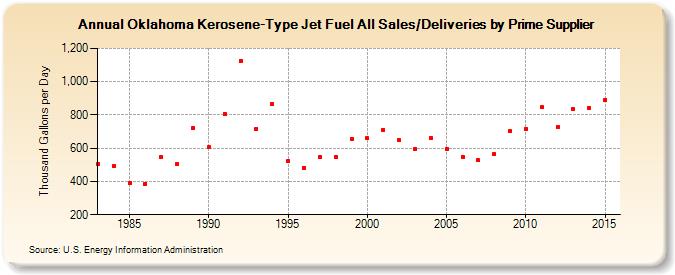 Annual Oklahoma Kerosene-Type Jet Fuel All Sales/Deliveries by Prime Supplier
Thousand Gallons per Day
1,200
1,000
800
600
400
200
1985 1990 1995 2000 2005 2010 2015
Source: U.S. Energy Information Administration